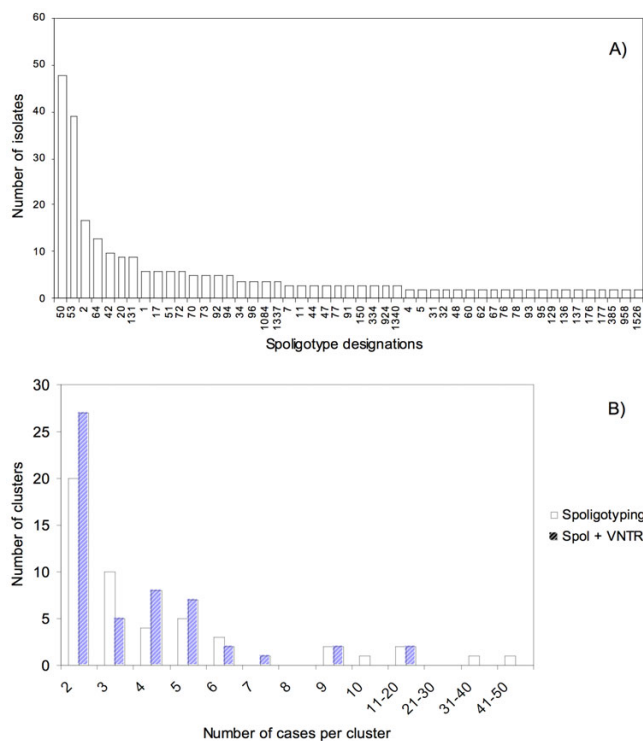 A)
60
50
40
30
20
10
0
Number of isolates
50 53 2 64 42 20 131 1 17 51 72 70 73 92 94 34 96 1084 1337 7 11 44 47 77 91 150 334 924 1340 4 5 31 32 48 60 62 67 76 78 93 95 129 136 137 176 177 385 958 1526
Spoligotype designations
B)
30
25
20
15
10
5
0
Number of clusters
2 3 4 5 6 7 8 9 10 11-20 21-30 31-40 41-50
Number of cases per cluster
Spoligotyping
Spol + VNTR